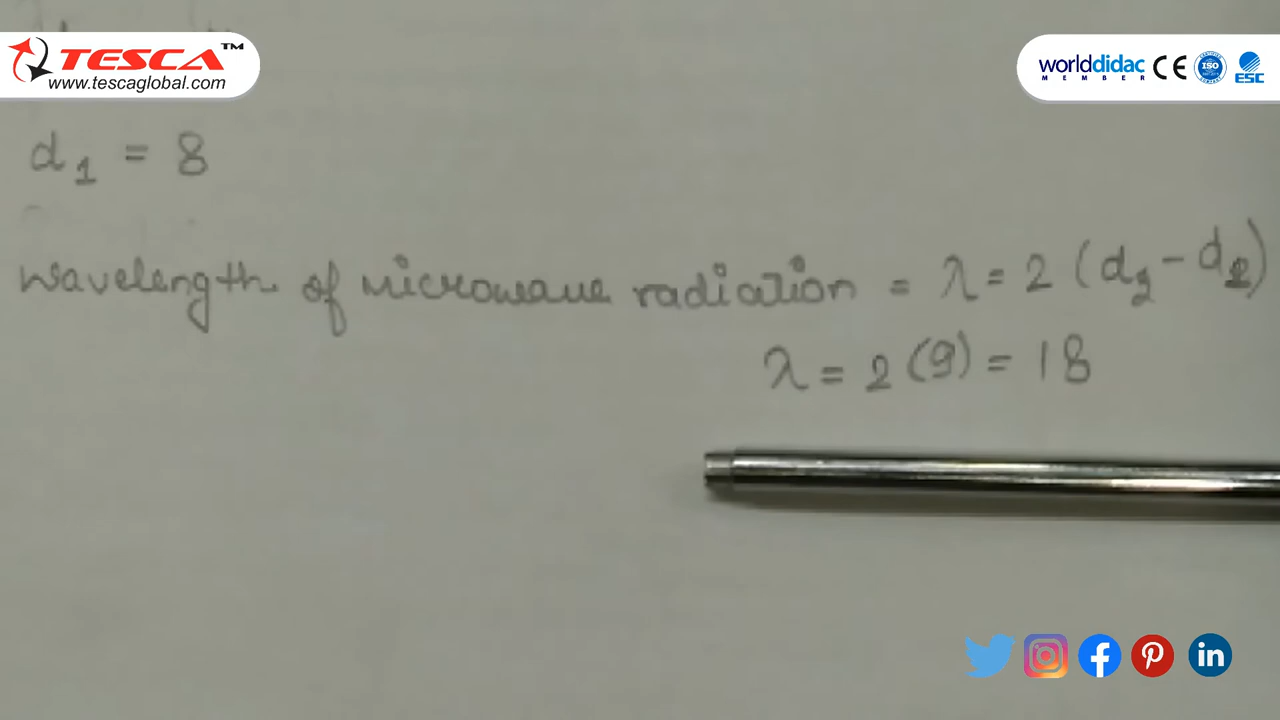 TESCA™
www.tescaglobal.com
worlddidac
MEMBER
CE
ISO
ESC
d1 = 8
wavelength of microwave radiation = λ = 2 (d2 - d1)
λ = 2 (9) = 18